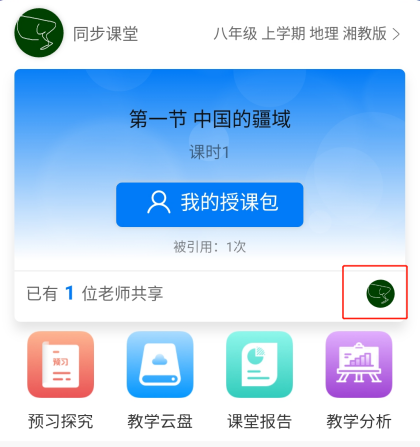 同步课堂
八年级 上学期 地理 湘教版
第一节 中国的疆域
课时1
我的授课包
被引用：1次
已有 1 位老师共享
预习
预习探究 教学云盘 课堂报告 教学分析